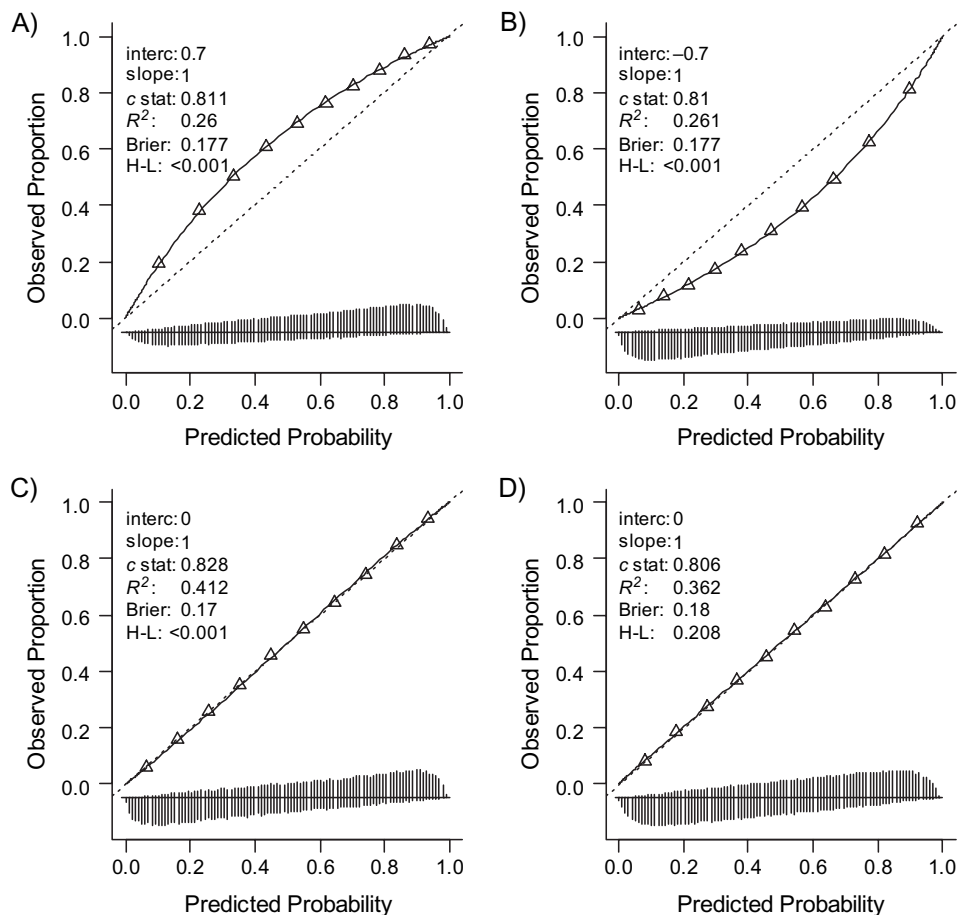 A)
1.0
0.8
0.6
0.4
0.2
0.0
Observed Proportion
interc: 0.7
slope: 1
c stat: 0.811
R²: 0.26
Brier: 0.177
H-L: <0.001
0.0 0.2 0.4 0.6 0.8 1.0
Predicted Probability
B)
1.0
0.8
0.6
0.4
0.2
0.0
Observed Proportion
interc: –0.7
slope: 1
c stat: 0.81
R²: 0.261
Brier: 0.177
H-L: <0.001
0.0 0.2 0.4 0.6 0.8 1.0
Predicted Probability
C)
1.0
0.8
0.6
0.4
0.2
0.0
Observed Proportion
interc: 0
slope: 1
c stat: 0.828
R²: 0.412
Brier: 0.17
H-L: <0.001
0.0 0.2 0.4 0.6 0.8 1.0
Predicted Probability
D)
1.0
0.8
0.6
0.4
0.2
0.0
Observed Proportion
interc: 0
slope: 1
c stat: 0.806
R²: 0.362
Brier: 0.18
H-L: 0.208
0.0 0.2 0.4 0.6 0.8 1.0
Predicted Probability